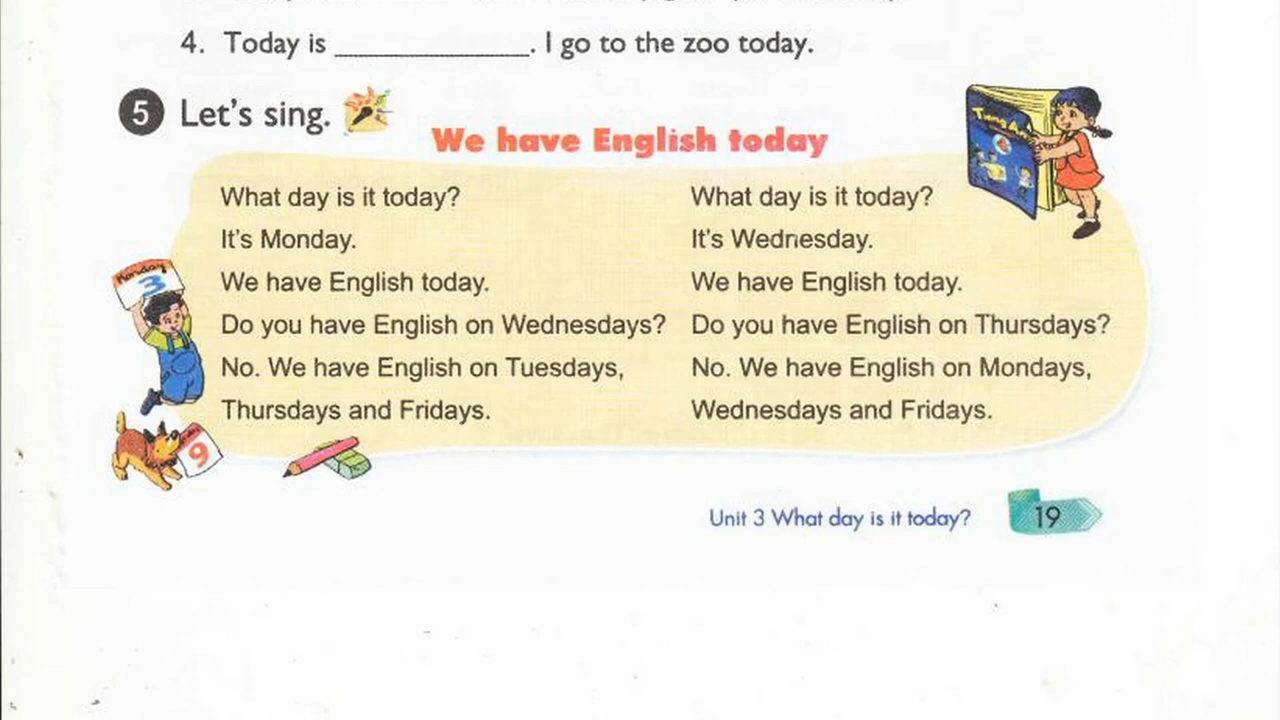 4. Today is ______________. I go to the zoo today.
5 Let's sing.
We have English today
What day is it today?
It's Monday.
We have English today.
Do you have English on Wednesdays?
No. We have English on Tuesdays,
Thursdays and Fridays.
What day is it today?
It's Wednesday.
We have English today.
Do you have English on Thursdays?
No. We have English on Mondays,
Wednesdays and Fridays.
Monday
3
9
Unit 3 What day is it today?
19